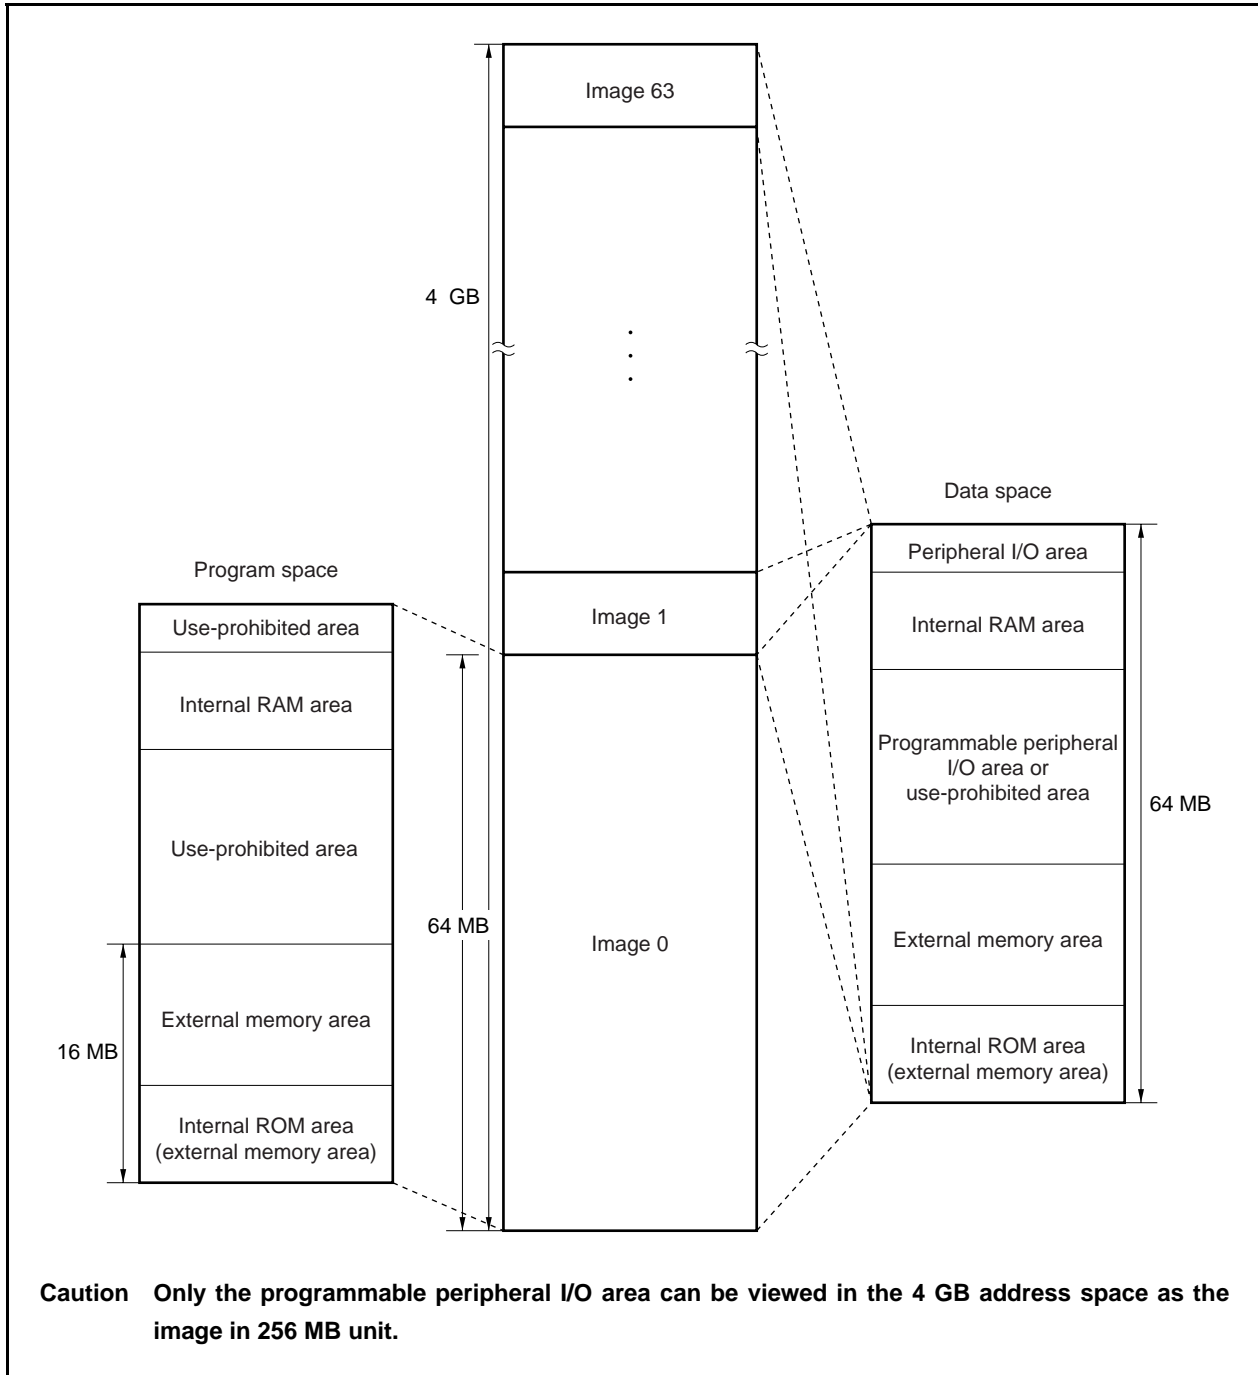 Image 63
4 GB
.
.
.
Data space
Peripheral I/O area
Program space
Image 1
Use-prohibited area
Internal RAM area
Internal RAM area
Programmable peripheral
I/O area or
use-prohibited area
64 MB
Use-prohibited area
64 MB
Image 0
External memory area
External memory area
16 MB
Internal ROM area
(external memory area)
Internal ROM area
(external memory area)
Caution Only the programmable peripheral I/O area can be viewed in the 4 GB address space as the
image in 256 MB unit.